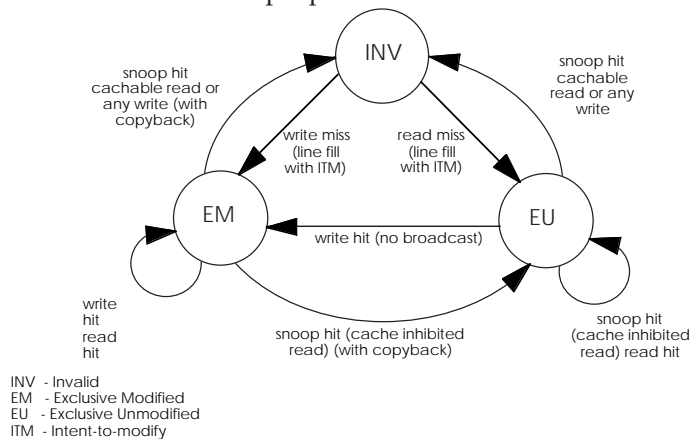 INV
snoop hit
cachable read or
any write (with
copyback)
snoop hit
cachable
read or any
write
write miss
(line fill
with ITM)
read miss
(line fill
with ITM)
EM
EU
write hit (no broadcast)
write
hit
read
hit
snoop hit (cache inhibited
read) (with copyback)
snoop hit
(cache inhibited
read) read hit
INV - Invalid
EM - Exclusive Modified
EU - Exclusive Unmodified
ITM - Intent-to-modify